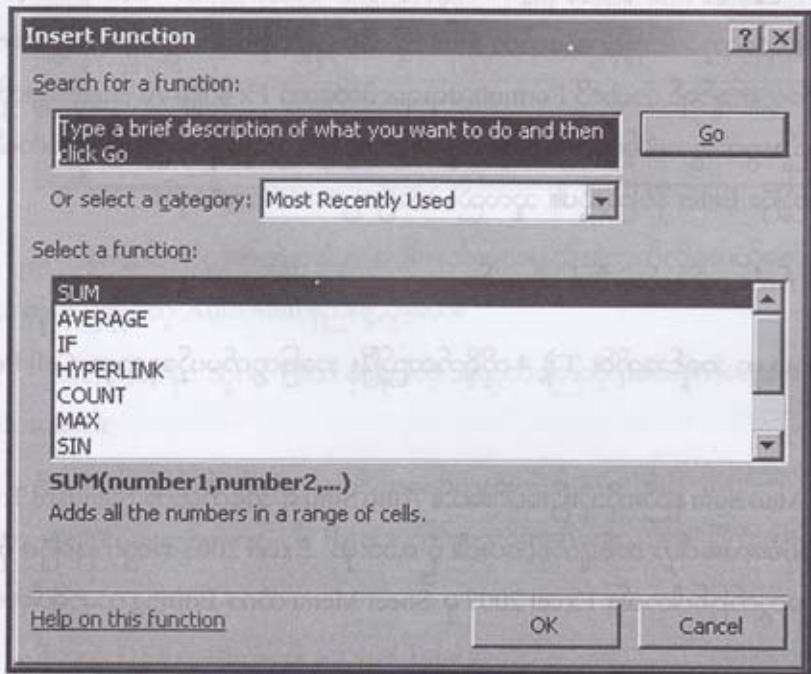 Insert Function
? ×
Search for a function:
Type a brief description of what you want to do and then
click Go
Go
Or select a category: Most Recently Used
Select a function:
SUM
AVERAGE
IF
HYPERLINK
COUNT
MAX
SIN
SUM(number1,number2,...)
Adds all the numbers in a range of cells.
Help on this function
OK
Cancel